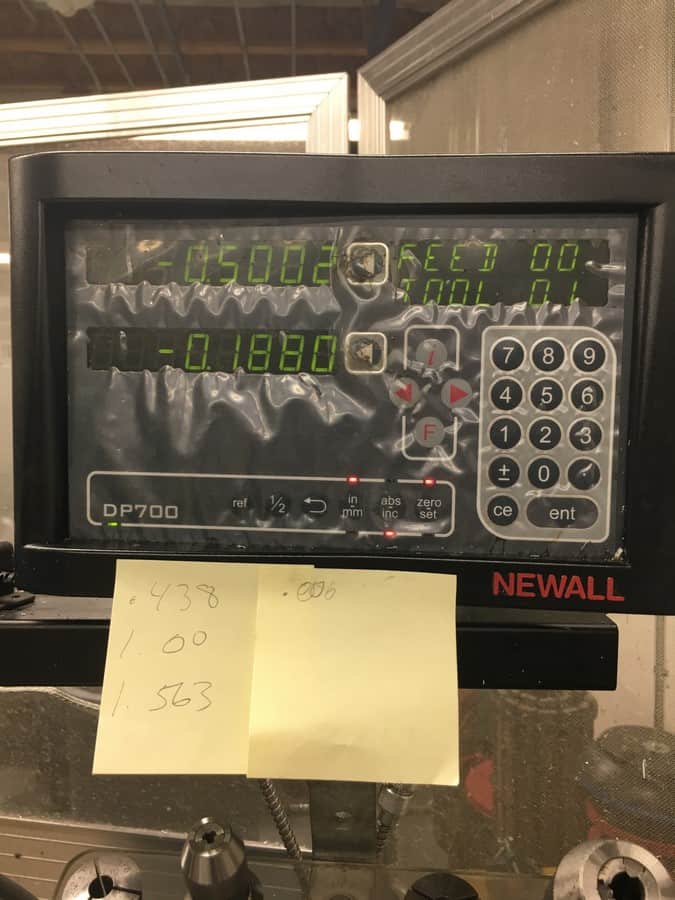 -0.5002
FEED 00
TOOL 01
-0.1880
I
F
7 8 9
4 5 6
1 2 3
± 0 .
ce ent
DP700
ref ½ in mm abs inc zero set
NEWALL
.438
1.00
1.563
.006